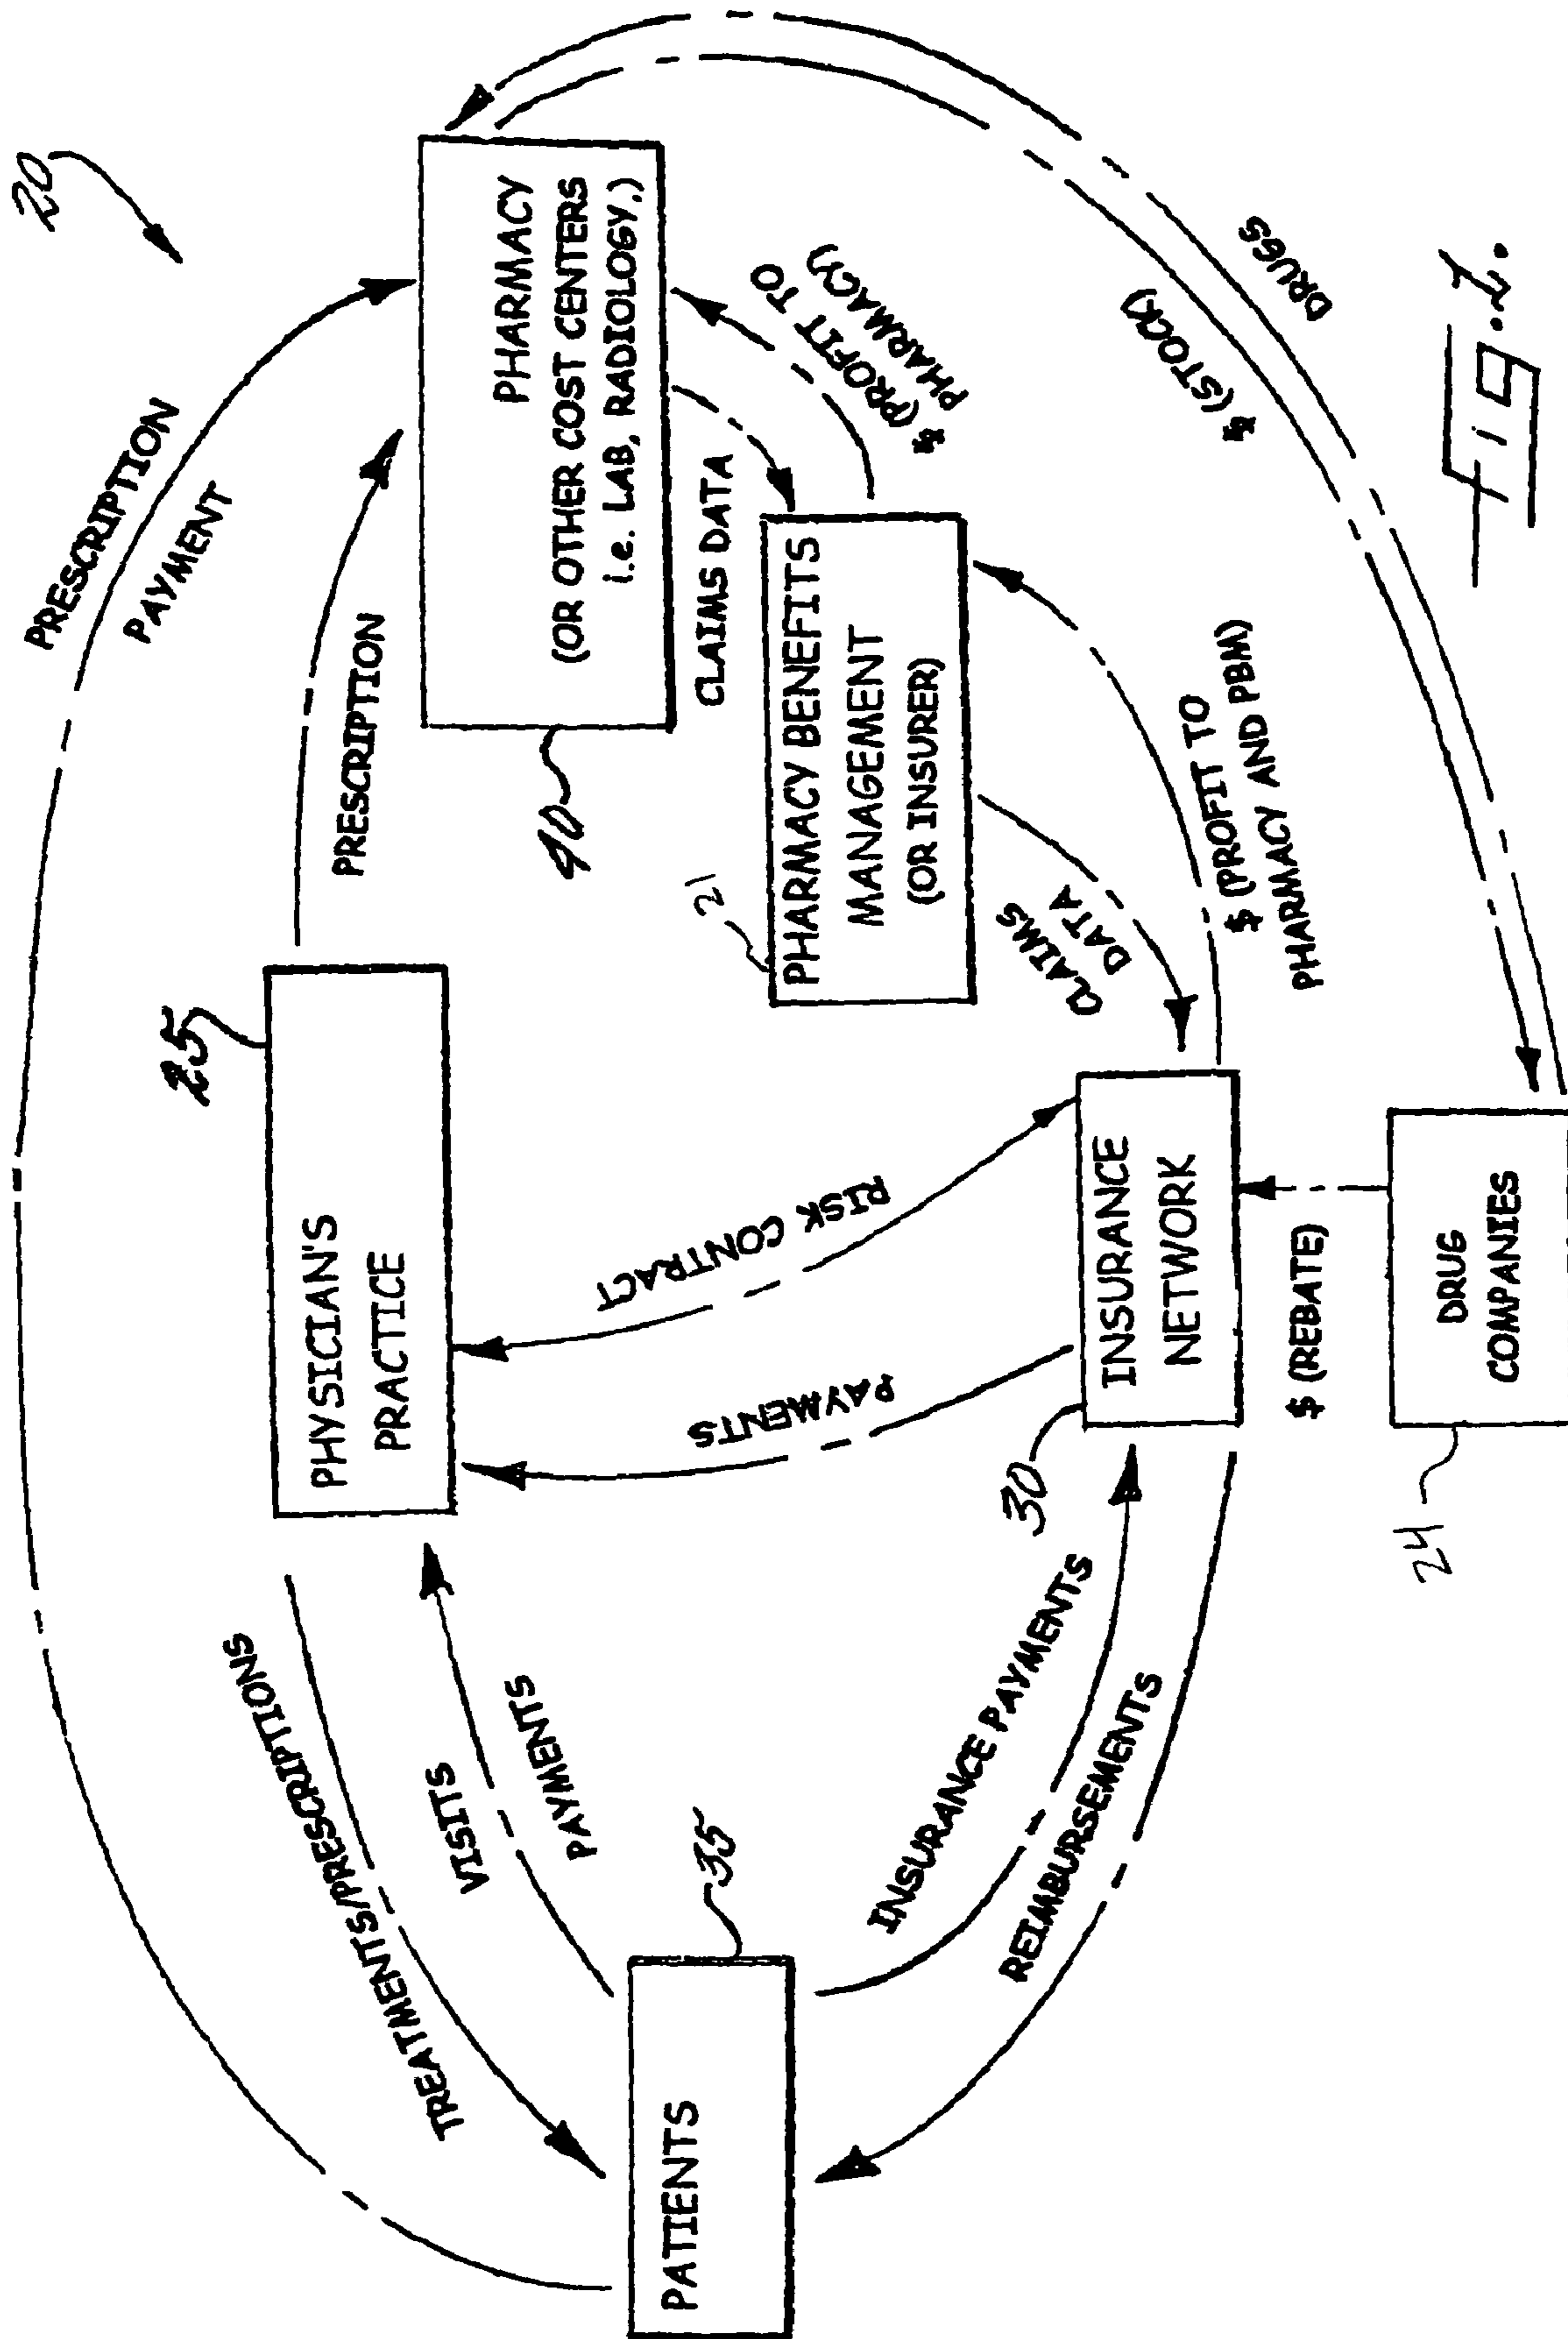 20
PRESCRIPTION
PAYMENT
25
PRESCRIPTION
PHYSICIAN'S
PRACTICE
PHARMACY
(OR OTHER COST CENTERS
i.e. LAB, RADIOLOGY,)
40
TREATMENTS/PRESCRIPTIONS
VISITS
PAYMENTS
PAYMENTS
RISK CONTRACT
CLAIMS DATA
$ (PROFIT TO
PHARMACY)
21
PHARMACY BENEFITS
MANAGEMENT
(OR INSURER)
PATIENTS
35
INSURANCE PAYMENTS
REIMBURSEMENTS
30
INSURANCE
NETWORK
CLAIMS
DATA
$ (PROFIT TO
PHARMACY AND PBM)
$ (STOCK)
DRUGS
$ (REBATE)
24
DRUG
COMPANIES